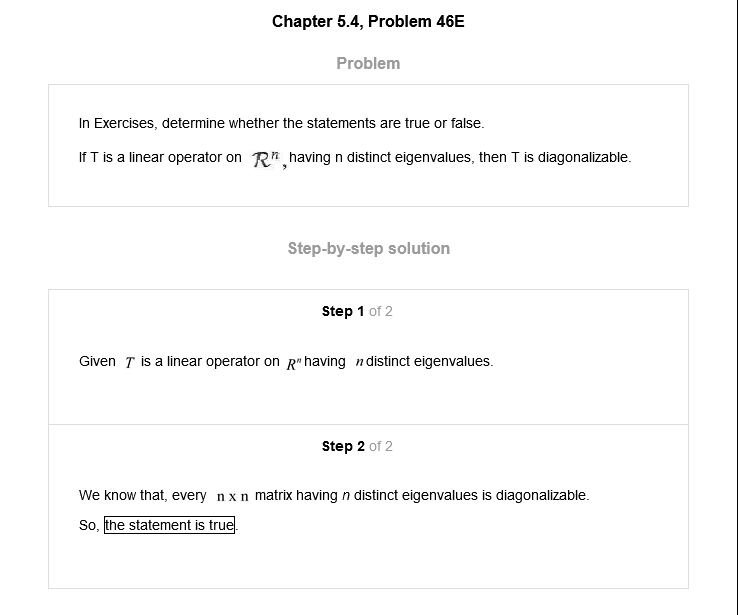 Chapter 5.4, Problem 46E
Problem
In Exercises, determine whether the statements are true or false.
If T is a linear operator on ℛⁿ, having n distinct eigenvalues, then T is diagonalizable.
Step-by-step solution
Step 1 of 2
Given T is a linear operator on Rⁿ having n distinct eigenvalues.
Step 2 of 2
We know that, every n x n matrix having n distinct eigenvalues is diagonalizable.
So, the statement is true.